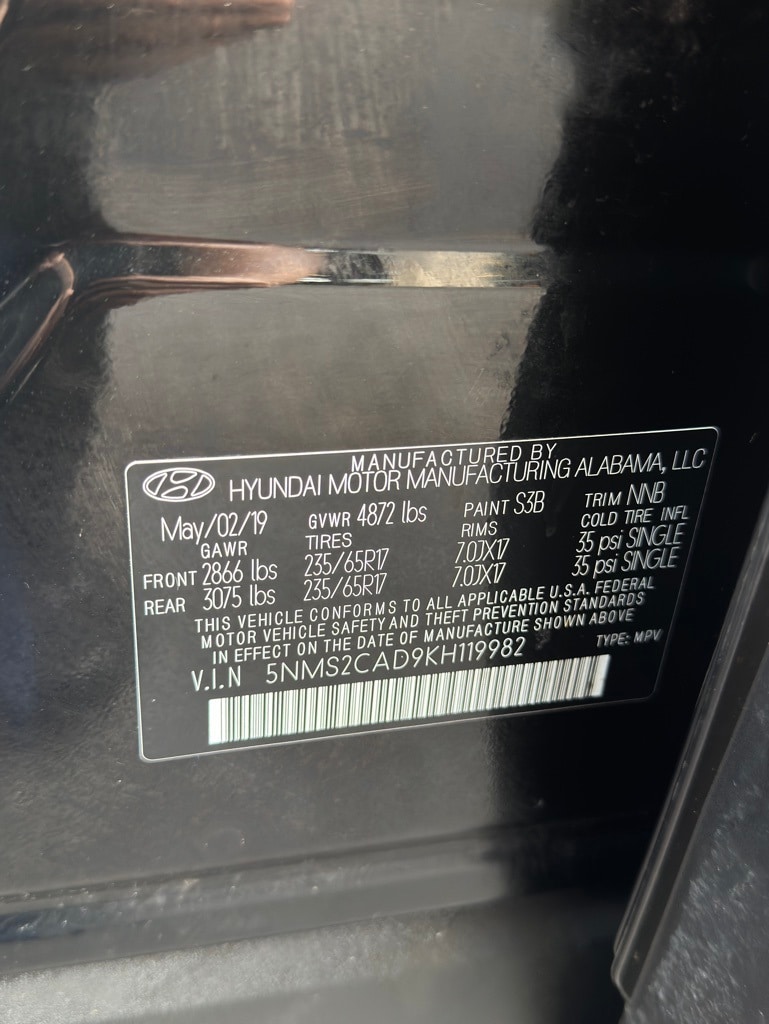 MANUFACTURED BY
HYUNDAI MOTOR MANUFACTURING ALABAMA, LLC
May/02/19 GVWR 4872 lbs PAINT S3B TRIM NNB
GAWR TIRES RIMS COLD TIRE INFL
FRONT 2866 lbs 235/65R17 7.0JX17 35 psi SINGLE
REAR 3075 lbs 235/65R17 7.0JX17 35 psi SINGLE
THIS VEHICLE CONFORMS TO ALL APPLICABLE U.S.A. FEDERAL
MOTOR VEHICLE SAFETY AND THEFT PREVENTION STANDARDS
IN EFFECT ON THE DATE OF MANUFACTURE SHOWN ABOVE
V.I.N 5NMS2CAD9KH119982 TYPE: MPV